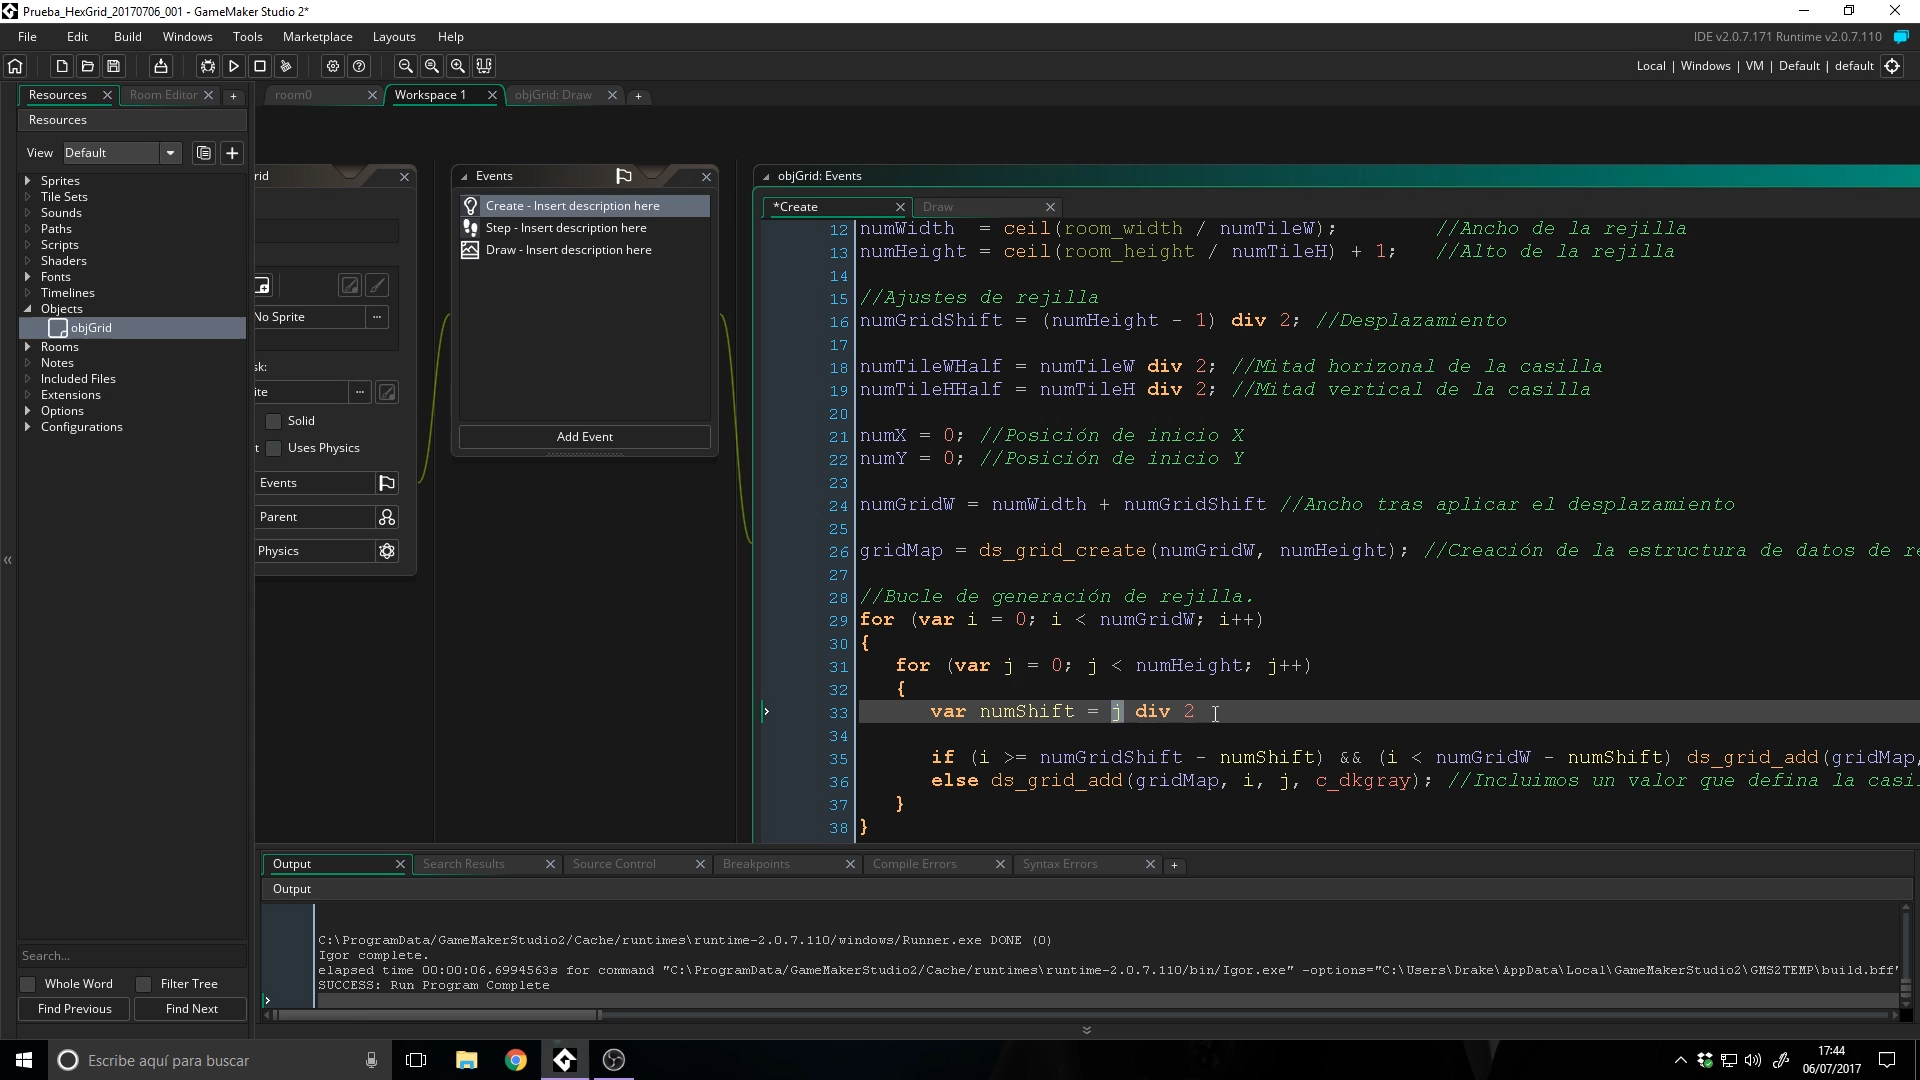 Prueba_HexGrid_20170706_001 - GameMaker Studio 2*
File Edit Build Windows Tools Marketplace Layouts Help
IDE v2.0.7.171 Runtime v2.0.7.110
Local | Windows | VM | Default | default
Resources Room Editor +
room0 Workspace 1 objGrid: Draw +
Resources
View Default
Sprites
Tile Sets
Sounds
Paths
Scripts
Shaders
Fonts
Timelines
Objects
objGrid
Rooms
Notes
Included Files
Extensions
Options
Configurations
Search...
Whole Word Filter Tree
Find Previous Find Next
rid
No Sprite ...
sk:
ite ...
Solid
t Uses Physics
Events
Parent
Physics
Events
Create - Insert description here
Step - Insert description here
Draw - Insert description here
Add Event
objGrid: Events
*Create Draw
12 numWidth = ceil(room_width / numTileW); //Ancho de la rejilla
13 numHeight = ceil(room_height / numTileH) + 1; //Alto de la rejilla
14
15 //Ajustes de rejilla
16 numGridShift = (numHeight - 1) div 2; //Desplazamiento
17
18 numTileWHalf = numTileW div 2; //Mitad horizonal de la casilla
19 numTileHHalf = numTileH div 2; //Mitad vertical de la casilla
20
21 numX = 0; //Posición de inicio X
22 numY = 0; //Posición de inicio Y
23
24 numGridW = numWidth + numGridShift //Ancho tras aplicar el desplazamiento
25
26 gridMap = ds_grid_create(numGridW, numHeight); //Creación de la estructura de datos de re
27
28 //Bucle de generación de rejilla.
29 for (var i = 0; i < numGridW; i++)
30 {
31 for (var j = 0; j < numHeight; j++)
32 {
33 var numShift = j div 2
34
35 if (i >= numGridShift - numShift) && (i < numGridW - numShift) ds_grid_add(gridMap,
36 else ds_grid_add(gridMap, i, j, c_dkgray); //Incluimos un valor que defina la casi
37 }
38 }
Output Search Results Source Control Breakpoints Compile Errors Syntax Errors +
Output
C:\ProgramData/GameMakerStudio2/Cache/runtimes\runtime-2.0.7.110/windows/Runner.exe DONE (0)
Igor complete.
elapsed time 00:00:06.6994563s for command "C:\ProgramData/GameMakerStudio2/Cache/runtimes\runtime-2.0.7.110/bin/Igor.exe" -options="C:\Users\Drake\AppData\Local\GameMakerStudio2\GMS2TEMP\build.bff"
SUCCESS: Run Program Complete
Escribe aquí para buscar
17:44
06/07/2017